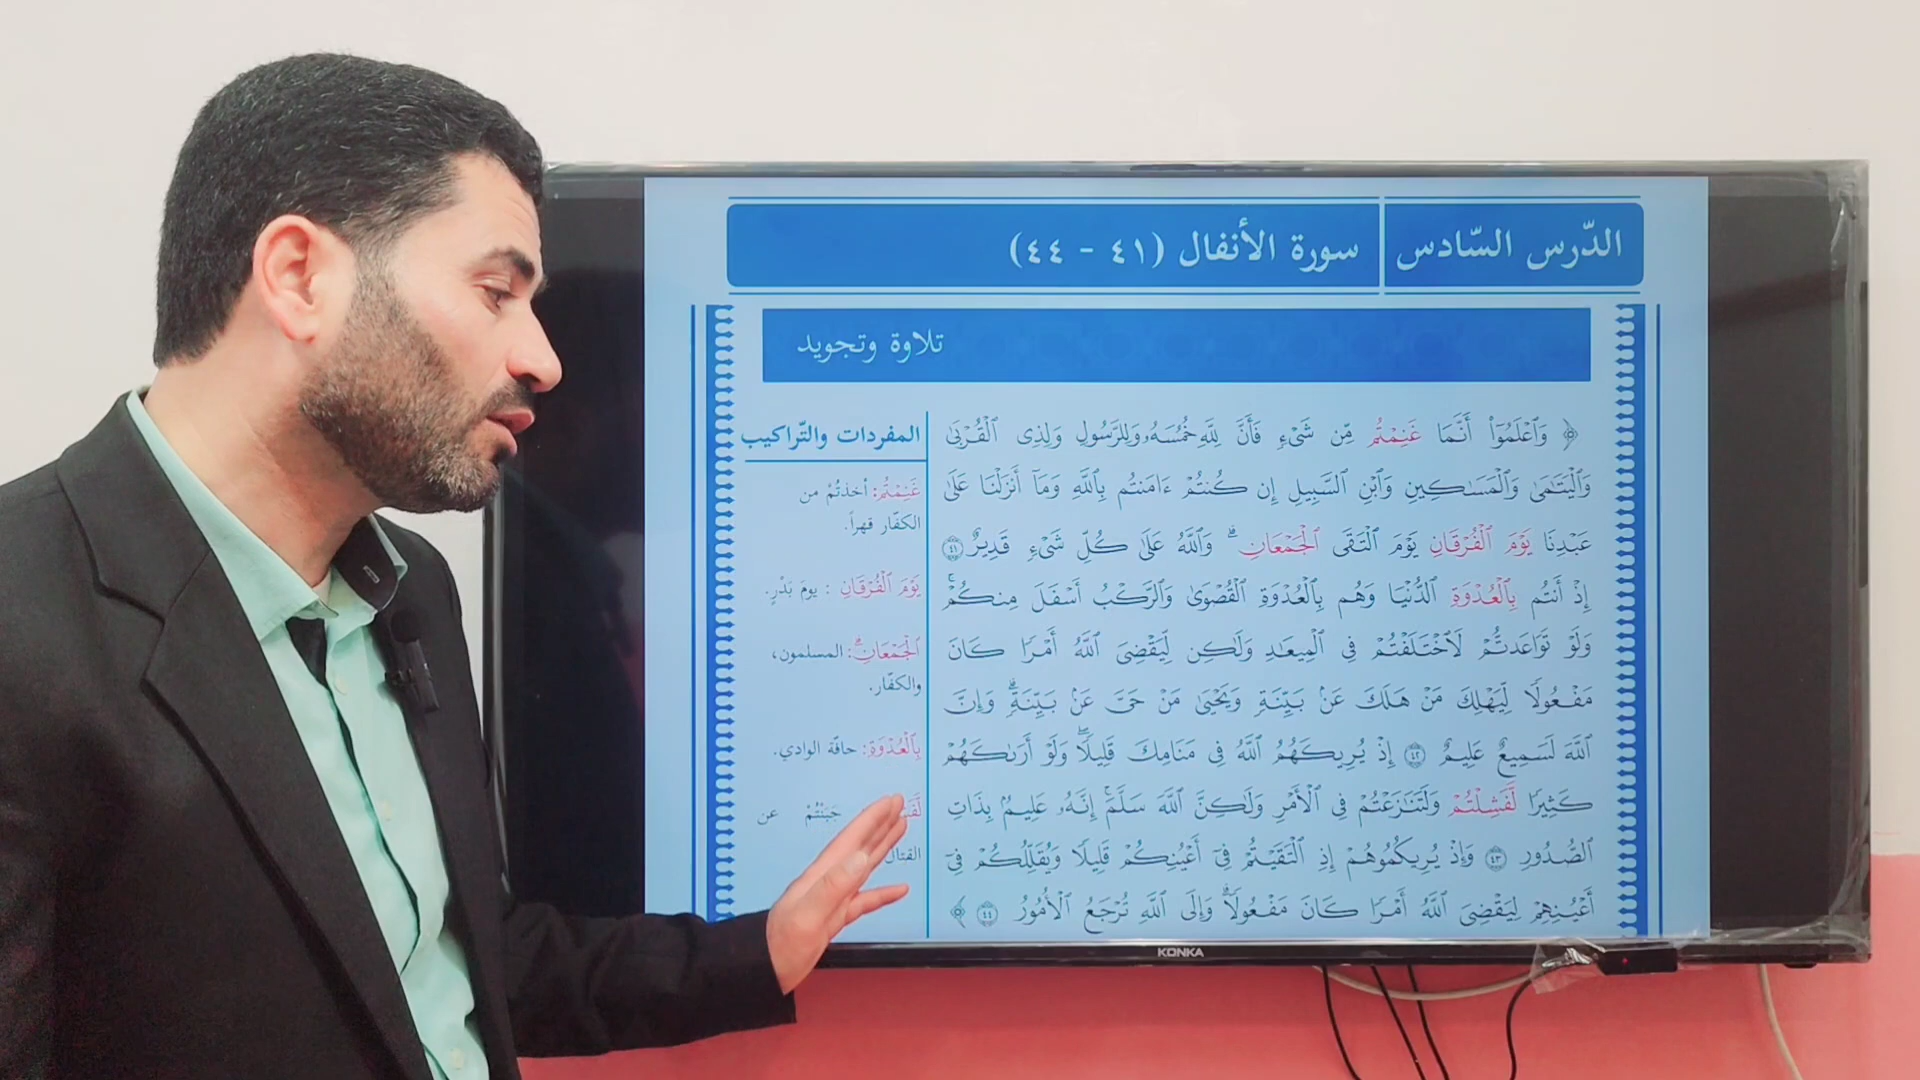 الدّرس السّادس
سورة الأنفال (٤١ - ٤٤)
تلاوة وتجويد
﴿ وَٱعْلَمُوٓا۟ أَنَّمَا غَنِمْتُم مِّن شَىْءٍ فَأَنَّ لِلَّهِ خُمُسَهُۥ وَلِلرَّسُولِ وَلِذِى ٱلْقُرْبَىٰ
وَٱلْيَتَـٰمَىٰ وَٱلْمَسَـٰكِينِ وَٱبْنِ ٱلسَّبِيلِ إِن كُنتُمْ ءَامَنتُم بِٱللَّهِ وَمَآ أَنزَلْنَا عَلَىٰ
عَبْدِنَا يَوْمَ ٱلْفُرْقَانِ يَوْمَ ٱلْتَقَى ٱلْجَمْعَانِ ۗ وَٱللَّهُ عَلَىٰ كُلِّ شَىْءٍ قَدِيرٌ ٤١
إِذْ أَنتُم بِٱلْعُدْوَةِ ٱلدُّنْيَا وَهُم بِٱلْعُدْوَةِ ٱلْقُصْوَىٰ وَٱلرَّكْبُ أَسْفَلَ مِنكُمْ ۚ
وَلَوْ تَوَاعَدتُّمْ لَٱخْتَلَفْتُمْ فِى ٱلْمِيعَـٰدِ وَلَـٰكِن لِّيَقْضِىَ ٱللَّهُ أَمْرًا كَانَ
مَفْعُولًا لِّيَهْلِكَ مَنْ هَلَكَ عَنۢ بَيِّنَةٍ وَيَحْيَىٰ مَنْ حَىَّ عَنۢ بَيِّنَةٍ ۗ وَإِنَّ
ٱللَّهَ لَسَمِيعٌ عَلِيمٌ ٤٢ إِذْ يُرِيكَهُمُ ٱللَّهُ فِى مَنَامِكَ قَلِيلًا ۖ وَلَوْ أَرَىٰكَهُمْ
كَثِيرًا لَّفَشِلْتُمْ وَلَتَنَـٰزَعْتُمْ فِى ٱلْأَمْرِ وَلَـٰكِنَّ ٱللَّهَ سَلَّمَ ۗ إِنَّهُۥ عَلِيمٌۢ بِذَاتِ
ٱلصُّدُورِ ٤٣ وَإِذْ يُرِيكُمُوهُمْ إِذِ ٱلْتَقَيْتُمْ فِىٓ أَعْيُنِكُمْ قَلِيلًا وَيُقَلِّلُكُمْ فِىٓ
أَعْيُنِهِمْ لِيَقْضِىَ ٱللَّهُ أَمْرًا كَانَ مَفْعُولًا ۗ وَإِلَى ٱللَّهِ تُرْجَعُ ٱلْأُمُورُ ٤٤ ﴾
المفردات والتّراكيب
غَنِمْتُم: أخذتُمْ من
الكفّار قهراً.
يَوْمَ ٱلْفُرْقَانِ : يومَ بَدْرٍ.
ٱلْجَمْعَانِ ۗ: المسلمون،
والكفّار.
بِٱلْعُدْوَةِ: حافّة الوادي.
جَبَنْتُمْ عن
القتال
KONKA